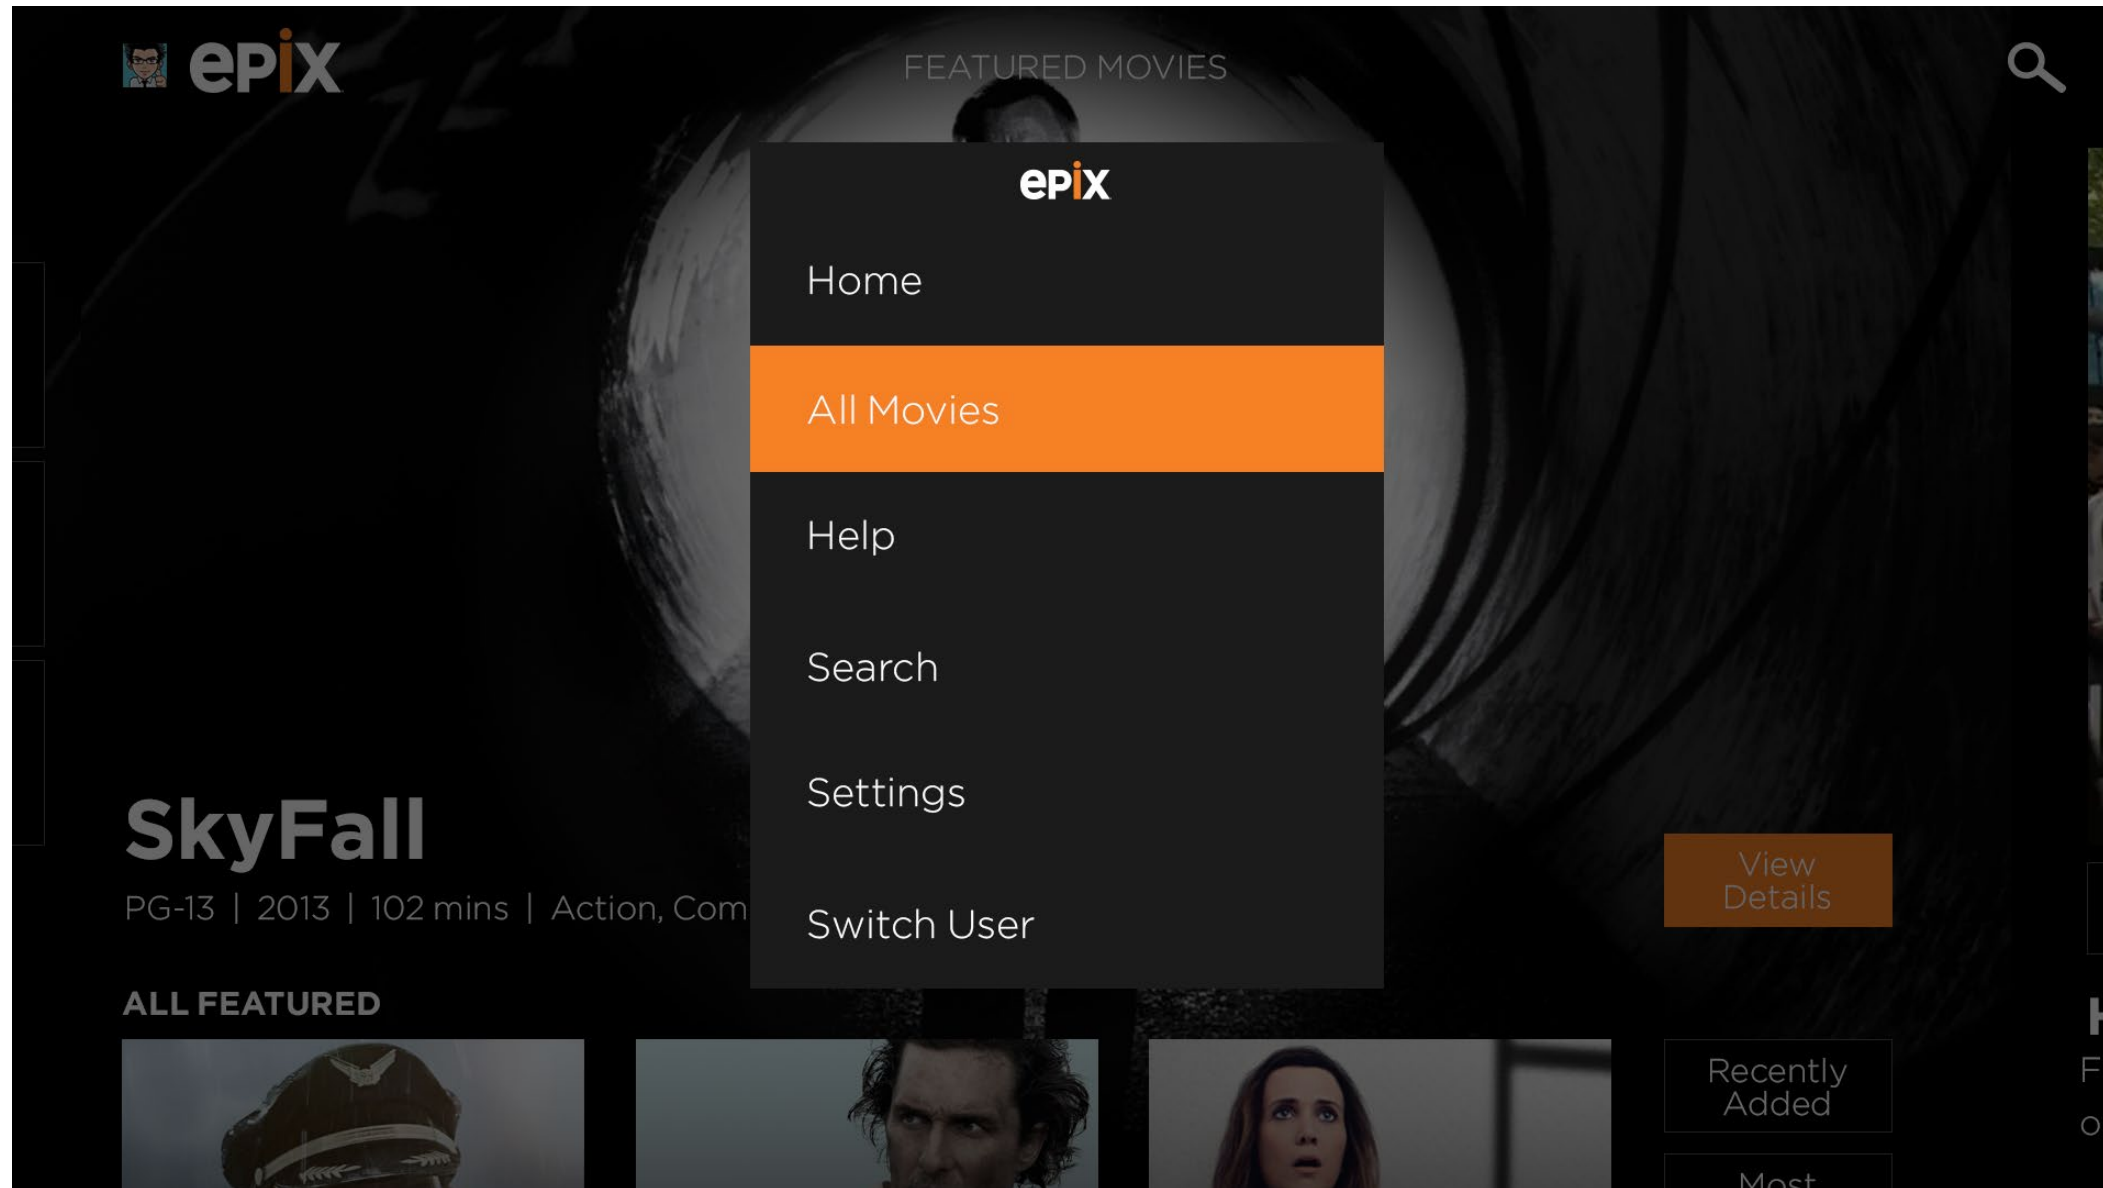 epix
FEATURED MOVIES
epix
Home
All Movies
Help
Search
Settings
Switch User
SkyFall
PG-13 | 2013 | 102 mins | Action, Com
View
Details
ALL FEATURED
Recently
Added
Most
H
F
o